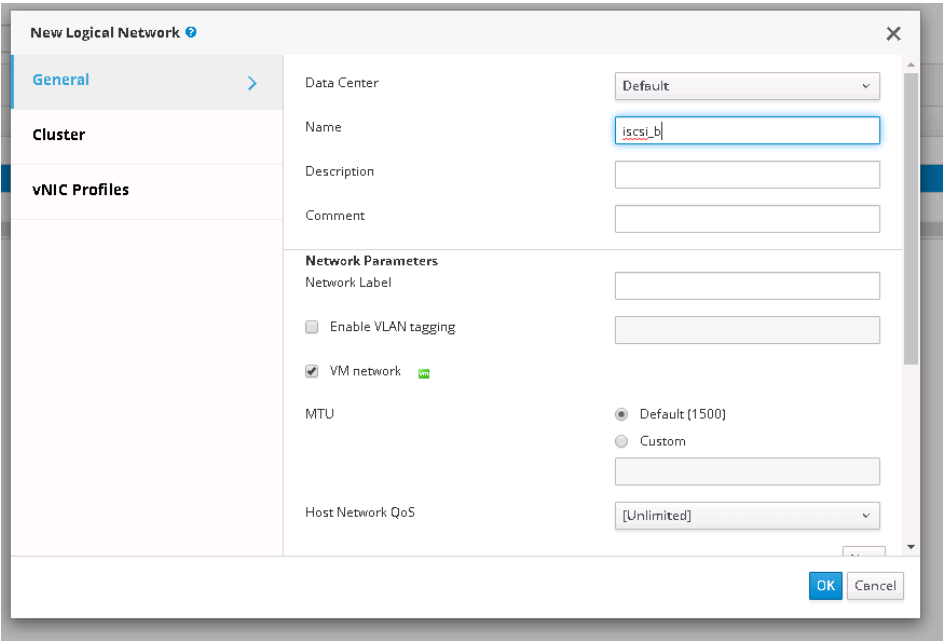 New Logical Network
General
Cluster
vNIC Profiles
Data Center Default
Name iscsi_b
Description
Comment
Network Parameters
Network Label
Enable VLAN tagging
VM network vm
MTU Default (1500)
Custom
Host Network QoS [Unlimited]
OK Cancel